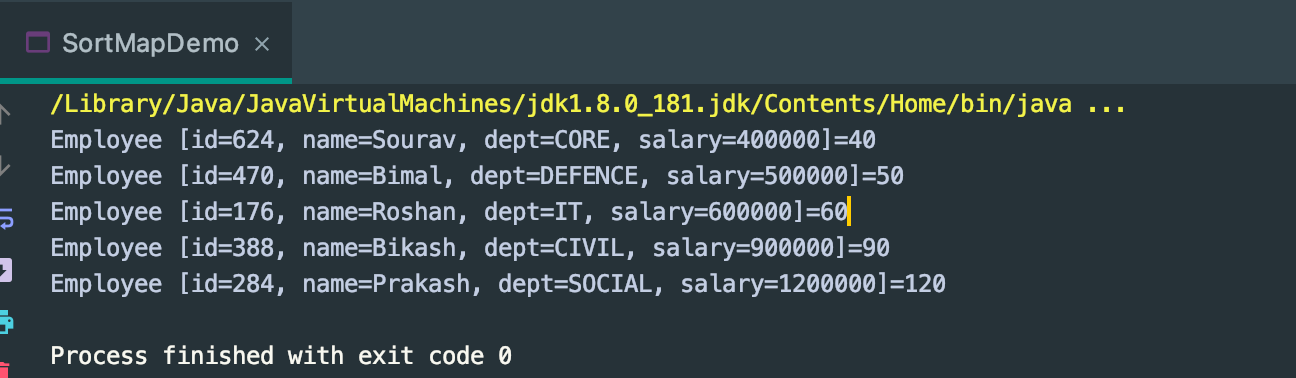 SortMapDemo ×
/Library/Java/JavaVirtualMachines/jdk1.8.0_181.jdk/Contents/Home/bin/java ...
Employee [id=624, name=Sourav, dept=CORE, salary=400000]=40
Employee [id=470, name=Bimal, dept=DEFENCE, salary=500000]=50
Employee [id=176, name=Roshan, dept=IT, salary=600000]=60
Employee [id=388, name=Bikash, dept=CIVIL, salary=900000]=90
Employee [id=284, name=Prakash, dept=SOCIAL, salary=1200000]=120
Process finished with exit code 0